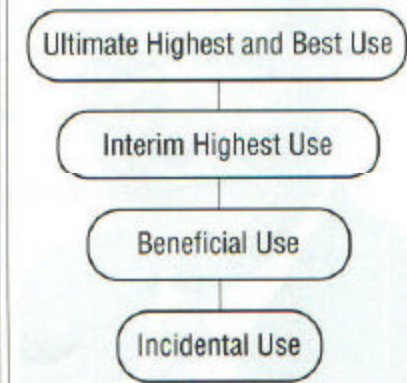 Ultimate Highest and Best Use
Interim Highest Use
Beneficial Use
Incidental Use